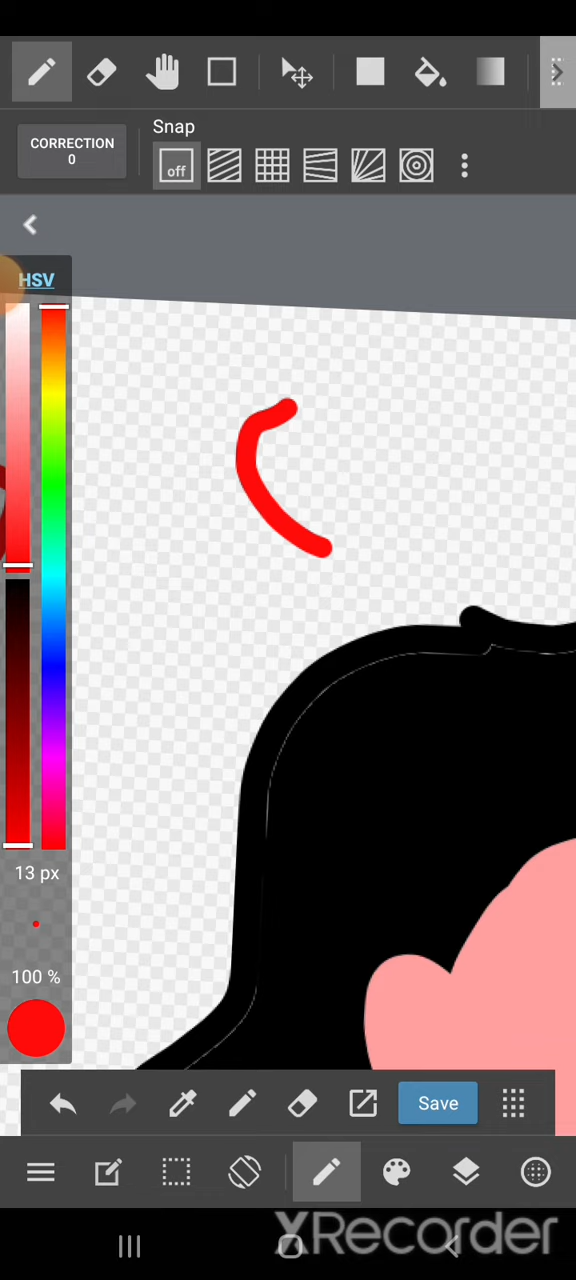 Snap
CORRECTION
0
off
HSV
13 px
100 %
Save
XRecorder